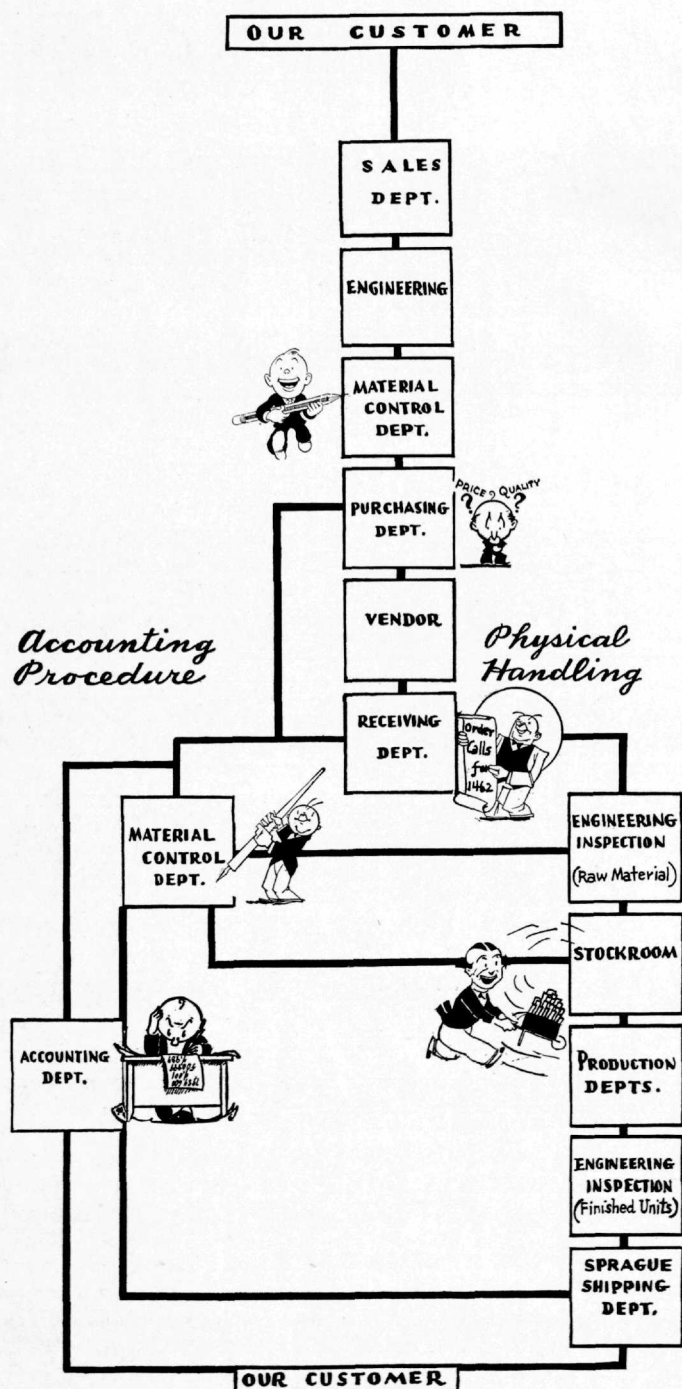 OUR CUSTOMER
SALES
DEPT.
ENGINEERING
MATERIAL
CONTROL
DEPT.
PURCHASING
DEPT.
PRICE ? QUALITY
? ?
VENDOR
Accounting
Procedure
Physical
Handling
RECEIVING
DEPT.
Order
Calls
for
1462
MATERIAL
CONTROL
DEPT.
ENGINEERING
INSPECTION
(Raw Material)
STOCKROOM
ACCOUNTING
DEPT.
PRODUCTION
DEPTS.
ENGINEERING
INSPECTION
(Finished Units)
SPRAGUE
SHIPPING
DEPT.
OUR CUSTOMER